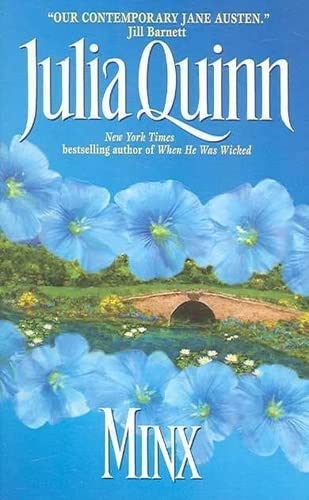 "OUR CONTEMPORARY JANE AUSTEN."
Jill Barnett
Julia Quinn
New York Times
bestselling author of When He Was Wicked
MINX